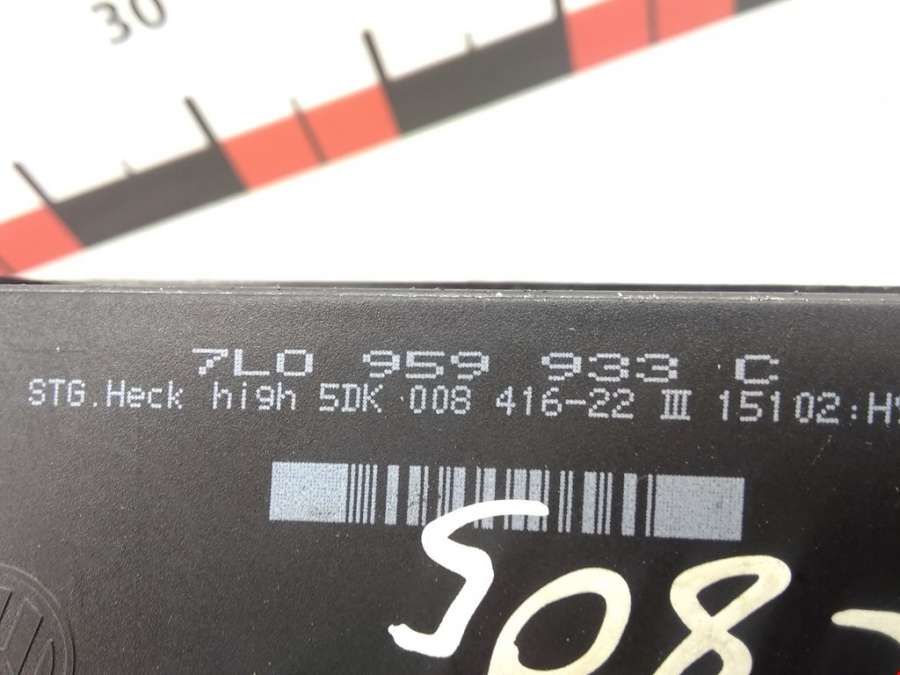 30
7L0 959 933 C
STG.Heck high 5DK 008 416-22 III 15102:H
508-